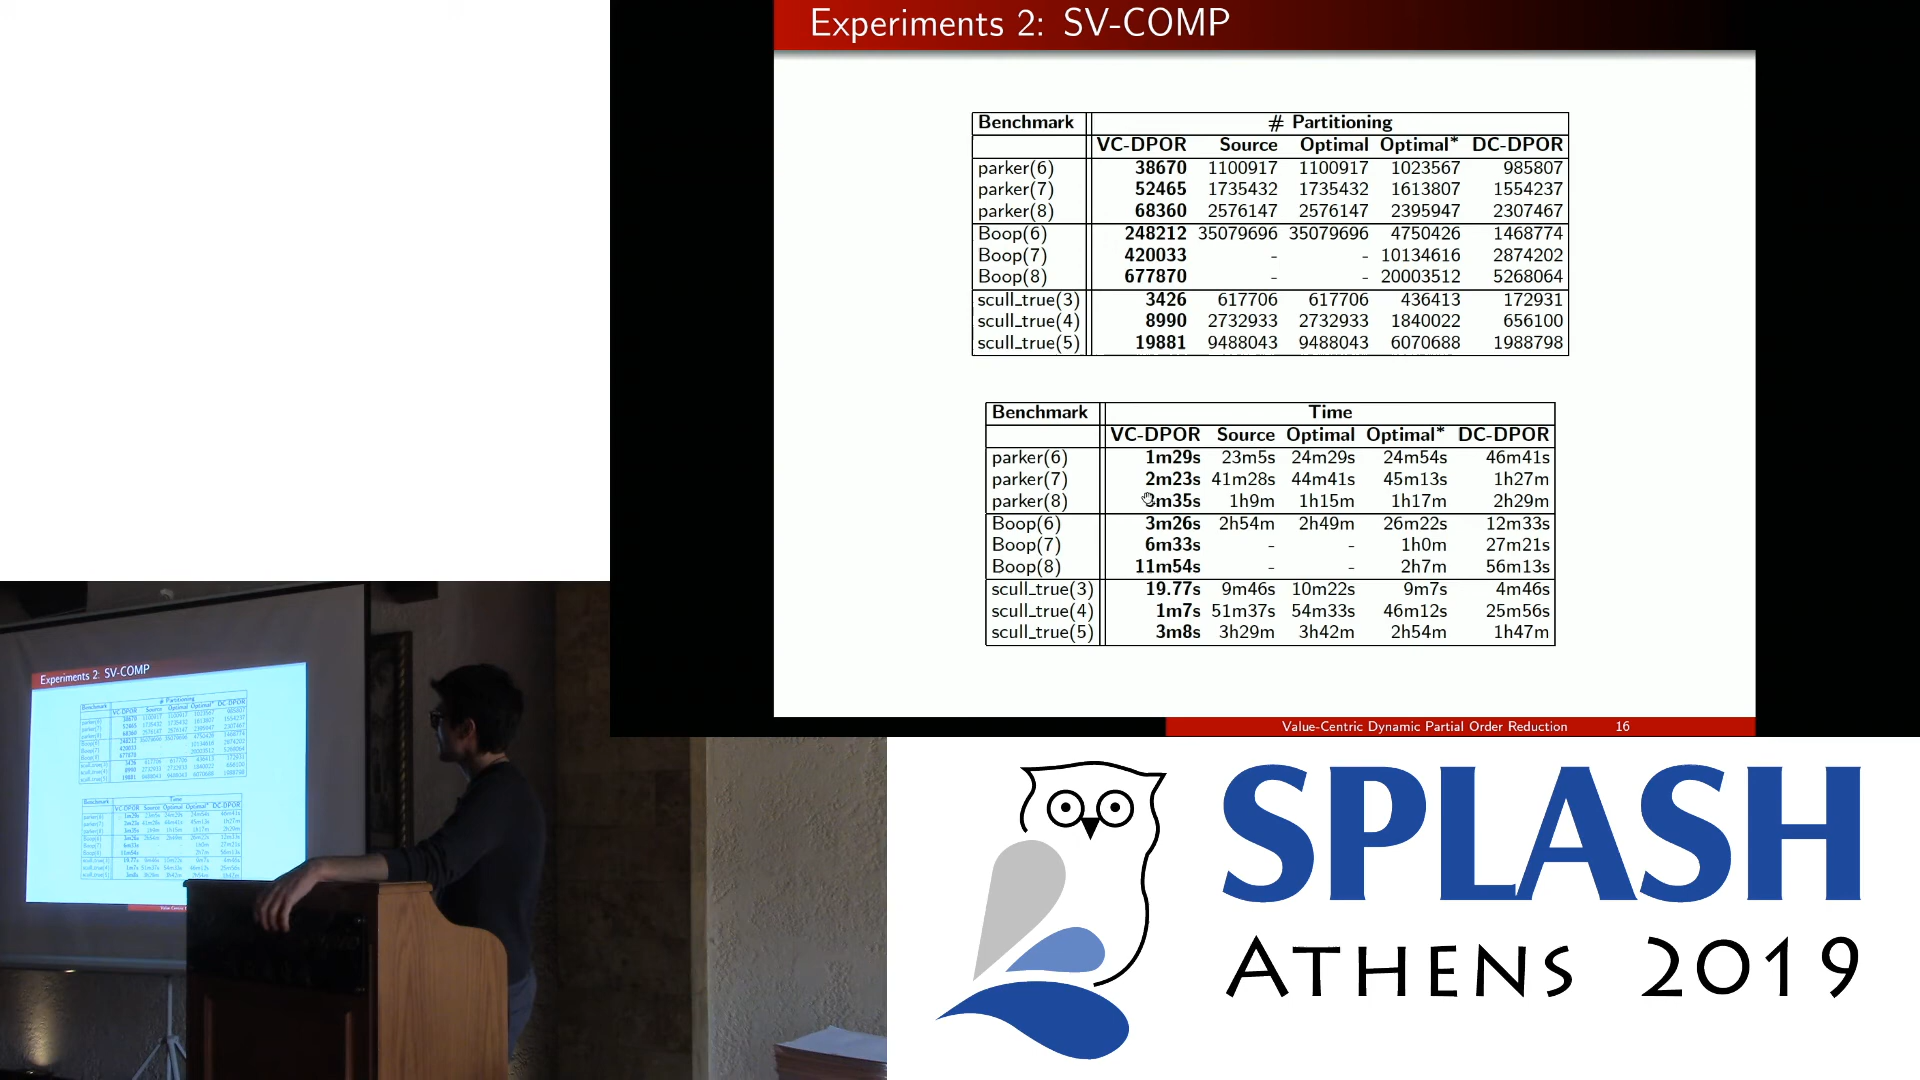 Experiments 2: SV-COMP
Benchmark # Partitioning
VC-DPOR Source Optimal Optimal* DC-DPOR
parker(6) 38670 1100917 1100917 1023567 985807
parker(7) 52465 1735432 1735432 1613807 1554237
parker(8) 68360 2576147 2576147 2395947 2307467
Boop(6) 248212 35079696 35079696 4750426 1468774
Boop(7) 420033 - - 10134616 2874202
Boop(8) 677870 - - 20003512 5268064
scull_true(3) 3426 617706 617706 436413 172931
scull_true(4) 8990 2732933 2732933 1840022 656100
scull_true(5) 19881 9488043 9488043 6070688 1988798
Benchmark Time
VC-DPOR Source Optimal Optimal* DC-DPOR
parker(6) 1m29s 23m5s 24m29s 24m54s 46m41s
parker(7) 2m23s 41m28s 44m41s 45m13s 1h27m
parker(8) 3m35s 1h9m 1h15m 1h17m 2h29m
Boop(6) 3m26s 2h54m 2h49m 26m22s 12m33s
Boop(7) 6m33s - - 1h0m 27m21s
Boop(8) 11m54s - - 2h7m 56m13s
scull_true(3) 19.77s 9m46s 10m22s 9m7s 4m46s
scull_true(4) 1m7s 51m37s 54m33s 46m12s 25m56s
scull_true(5) 3m8s 3h29m 3h42m 2h54m 1h47m
Value-Centric Dynamic Partial Order Reduction 16
Experiments 2: SV-COMP
SPLASH
ATHENS 2019